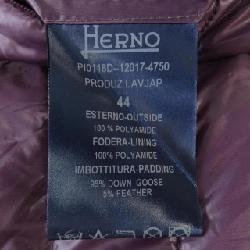 HERNO
PI0116D-12017-4750
PRODUZ.LAVJAP
44
ESTERNO-OUTSIDE
100 % POLYAMIDE
FODERA-LINING
100% POLYAMIDE
IMBOTTITURA-PADDING
95% DOWN GOOSE
5% FEATHER